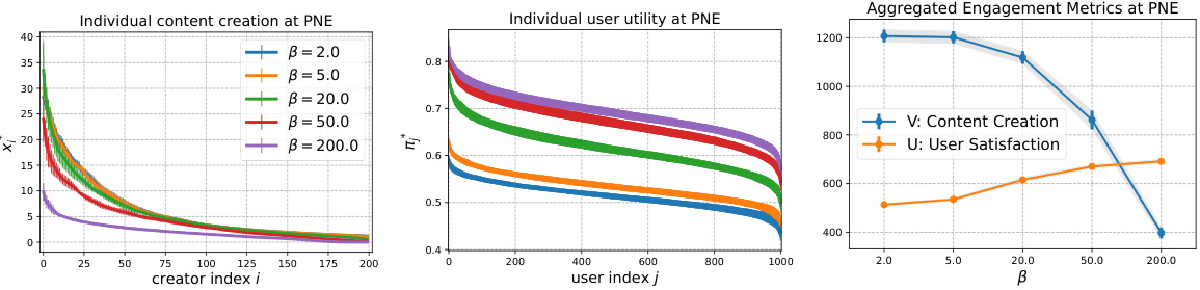 Individual content creation at PNE
40
35
30
25
20
15
10
5
0
x_i^*
β = 2.0
β = 5.0
β = 20.0
β = 50.0
β = 200.0
0 25 50 75 100 125 150 175 200
creator index i
Individual user utility at PNE
0.8
0.7
0.6
0.5
0.4
π_j^*
0 200 400 600 800 1000
user index j
Aggregated Engagement Metrics at PNE
1200
1000
800
600
400
V: Content Creation
U: User Satisfaction
2.0 5.0 20.0 50.0 200.0
β